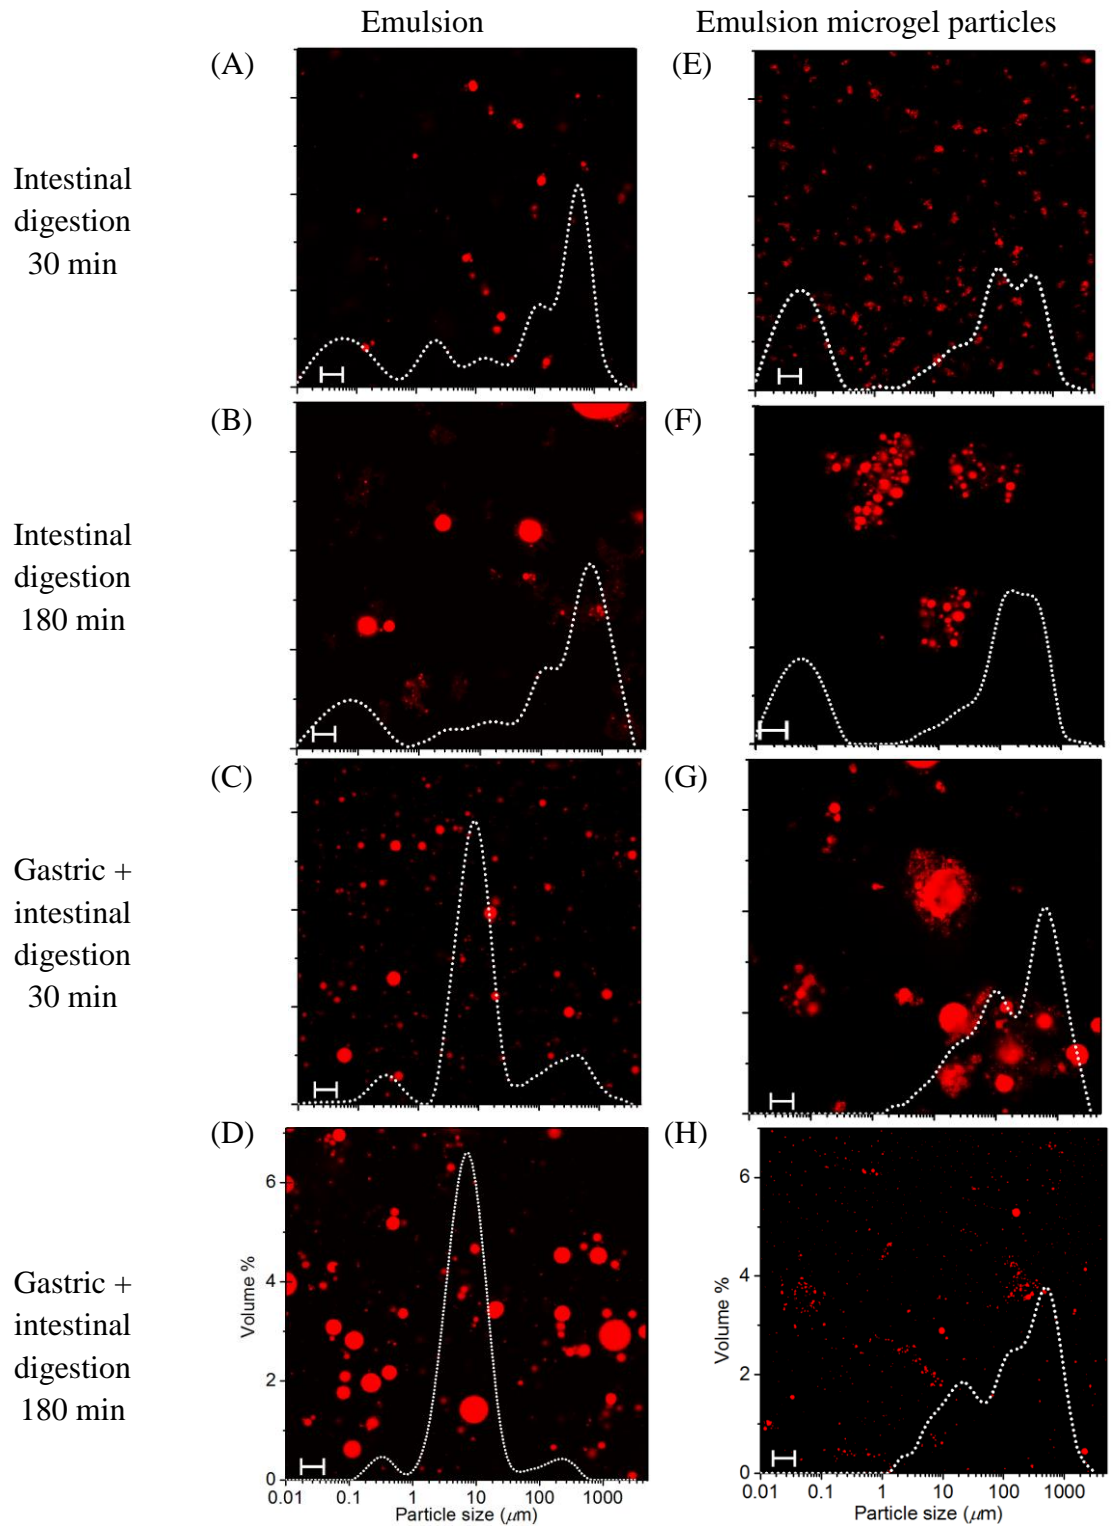 Emulsion
Emulsion microgel particles
Intestinal
digestion
30 min
(A)
(E)
Intestinal
digestion
180 min
(B)
(F)
Gastric +
intestinal
digestion
30 min
(C)
(G)
Gastric +
intestinal
digestion
180 min
(D)
6
4
2
0
Volume %
0.01 0.1 1 10 100 1000
Particle size (μm)
(H)
6
4
2
0
Volume %
0.01 0.1 1 10 100 1000
Particle size (μm)